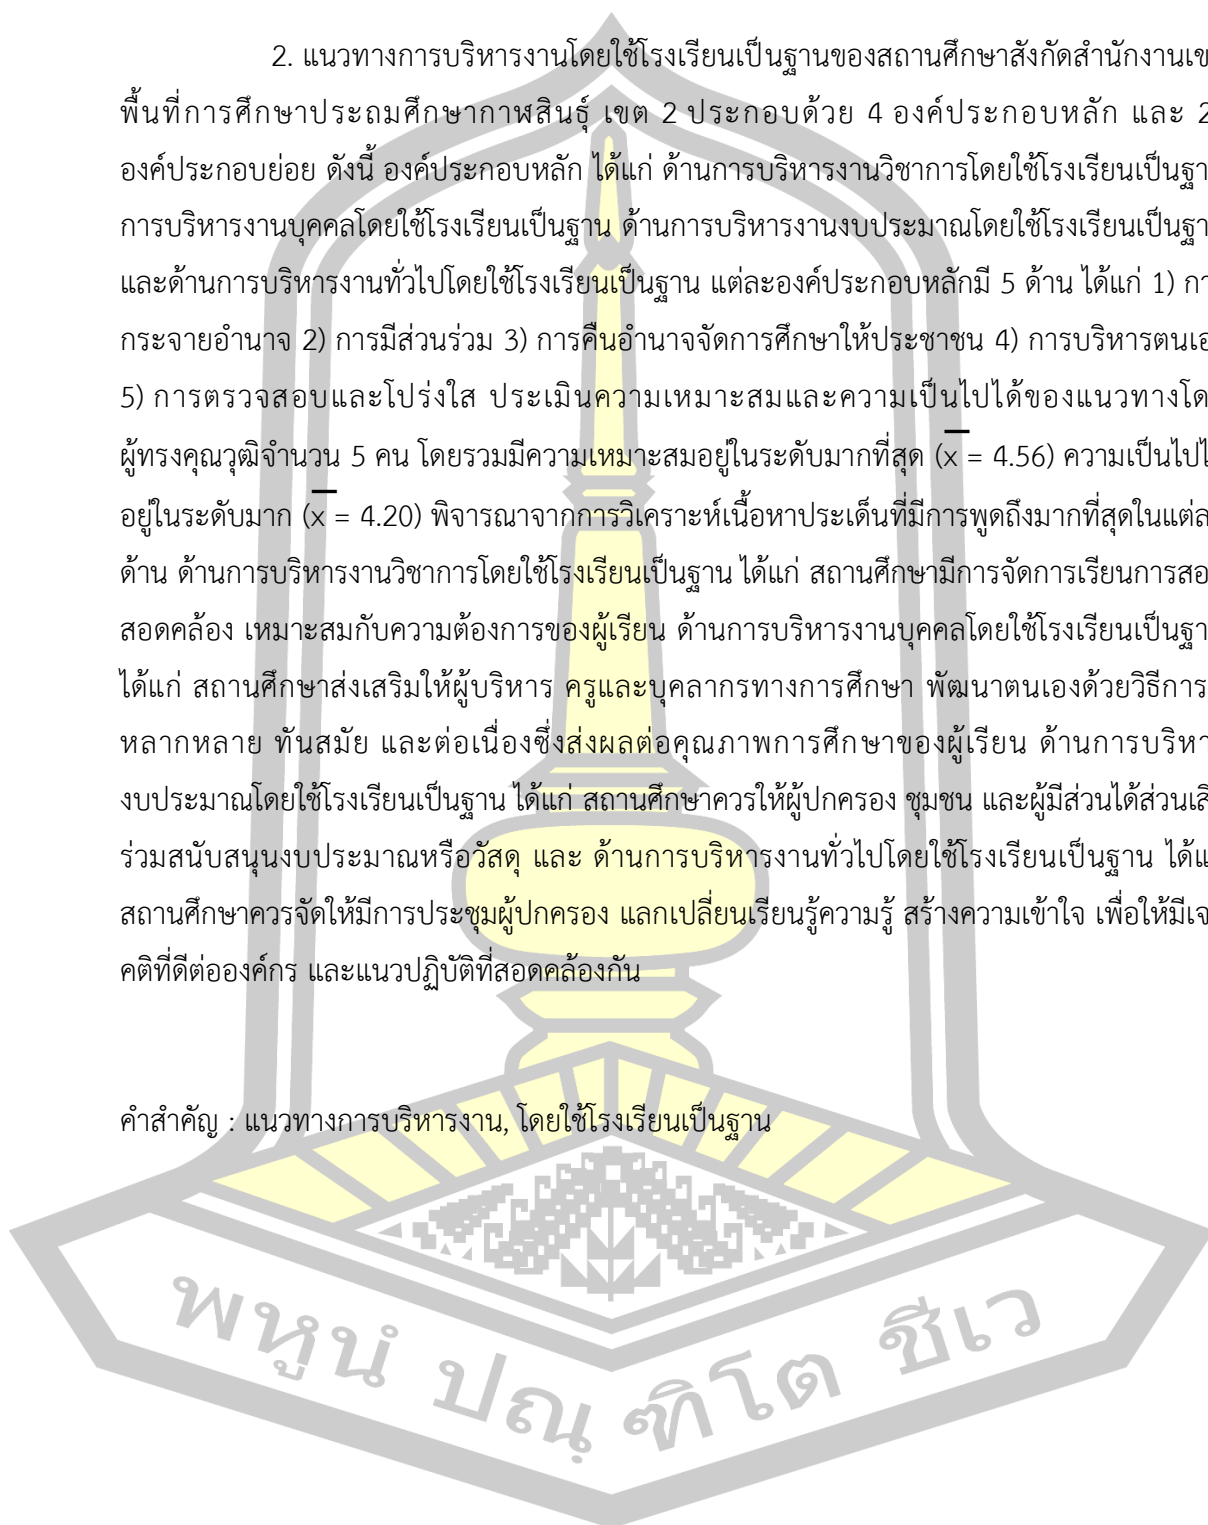 2. แนวทางการบริหารงานโดยใช้โรงเรียนเป็นฐานของสถานศึกษาสังกัดสำนักงานเข
พื้นที่การศึกษาประถมศึกษากาฬสินธุ์ เขต 2 ประกอบด้วย 4 องค์ประกอบหลัก และ 2
องค์ประกอบย่อย ดังนี้ องค์ประกอบหลัก ได้แก่ ด้านการบริหารงานวิชาการโดยใช้โรงเรียนเป็นฐา
การบริหารงานบุคคลโดยใช้โรงเรียนเป็นฐาน ด้านการบริหารงานงบประมาณโดยใช้โรงเรียนเป็นฐา
และด้านการบริหารงานทั่วไปโดยใช้โรงเรียนเป็นฐาน แต่ละองค์ประกอบหลักมี 5 ด้าน ได้แก่ 1) กา
กระจายอำนาจ 2) การมีส่วนร่วม 3) การคืนอำนาจจัดการศึกษาให้ประชาชน 4) การบริหารตนเอ
5) การตรวจสอบและโปร่งใส ประเมินความเหมาะสมและความเป็นไปได้ของแนวทางโด
ผู้ทรงคุณวุฒิจำนวน 5 คน โดยรวมมีความเหมาะสมอยู่ในระดับมากที่สุด (x̅ = 4.56) ความเป็นไปไ
อยู่ในระดับมาก (x̅ = 4.20) พิจารณาจากการวิเคราะห์เนื้อหาประเด็นที่มีการพูดถึงมากที่สุดในแต่ล
ด้าน ด้านการบริหารงานวิชาการโดยใช้โรงเรียนเป็นฐาน ได้แก่ สถานศึกษามีการจัดการเรียนการสอ
สอดคล้อง เหมาะสมกับความต้องการของผู้เรียน ด้านการบริหารงานบุคคลโดยใช้โรงเรียนเป็นฐา
ได้แก่ สถานศึกษาส่งเสริมให้ผู้บริหาร ครูและบุคลากรทางการศึกษา พัฒนาตนเองด้วยวิธีการ
หลากหลาย ทันสมัย และต่อเนื่องซึ่งส่งผลต่อคุณภาพการศึกษาของผู้เรียน ด้านการบริหา
งบประมาณโดยใช้โรงเรียนเป็นฐาน ได้แก่ สถานศึกษาควรให้ผู้ปกครอง ชุมชน และผู้มีส่วนได้ส่วนเสี
ร่วมสนับสนุนงบประมาณหรือวัสดุ และ ด้านการบริหารงานทั่วไปโดยใช้โรงเรียนเป็นฐาน ได้แ
สถานศึกษาควรจัดให้มีการประชุมผู้ปกครอง แลกเปลี่ยนเรียนรู้ความรู้ สร้างความเข้าใจ เพื่อให้มีเจ
คติที่ดีต่อองค์กร และแนวปฏิบัติที่สอดคล้องกัน
คำสำคัญ : แนวทางการบริหารงาน, โดยใช้โรงเรียนเป็นฐาน
พหูนํ ปณฺ ฑิโต ชีเว